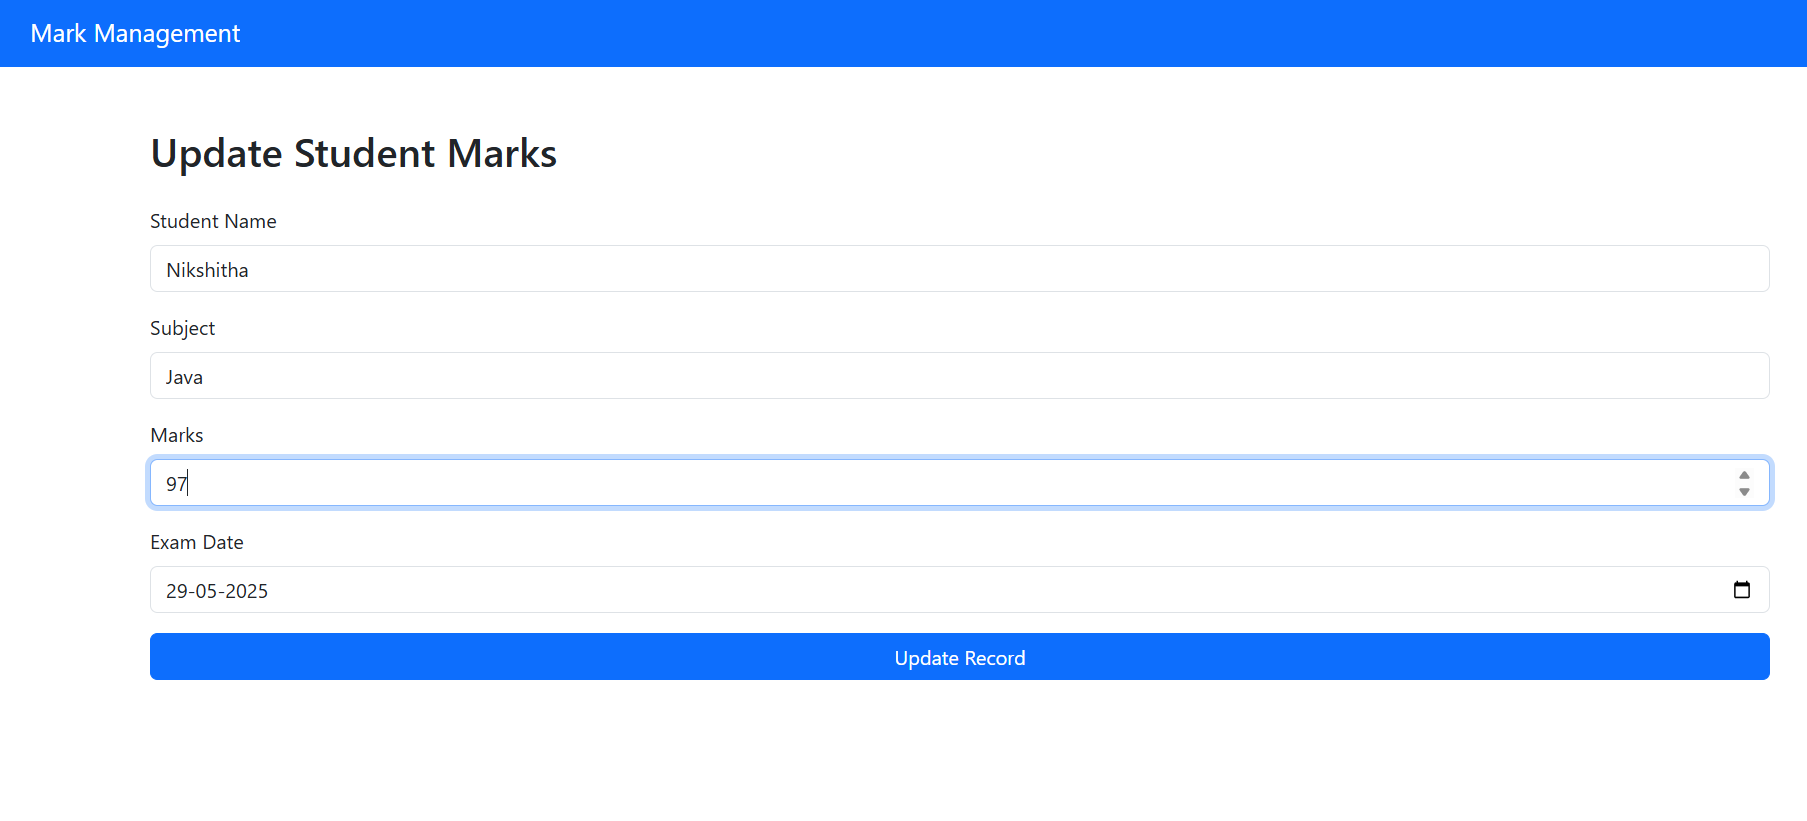 Mark Management
Update Student Marks
Student Name
Nikshitha
Subject
Java
Marks
97
Exam Date
29-05-2025
Update Record